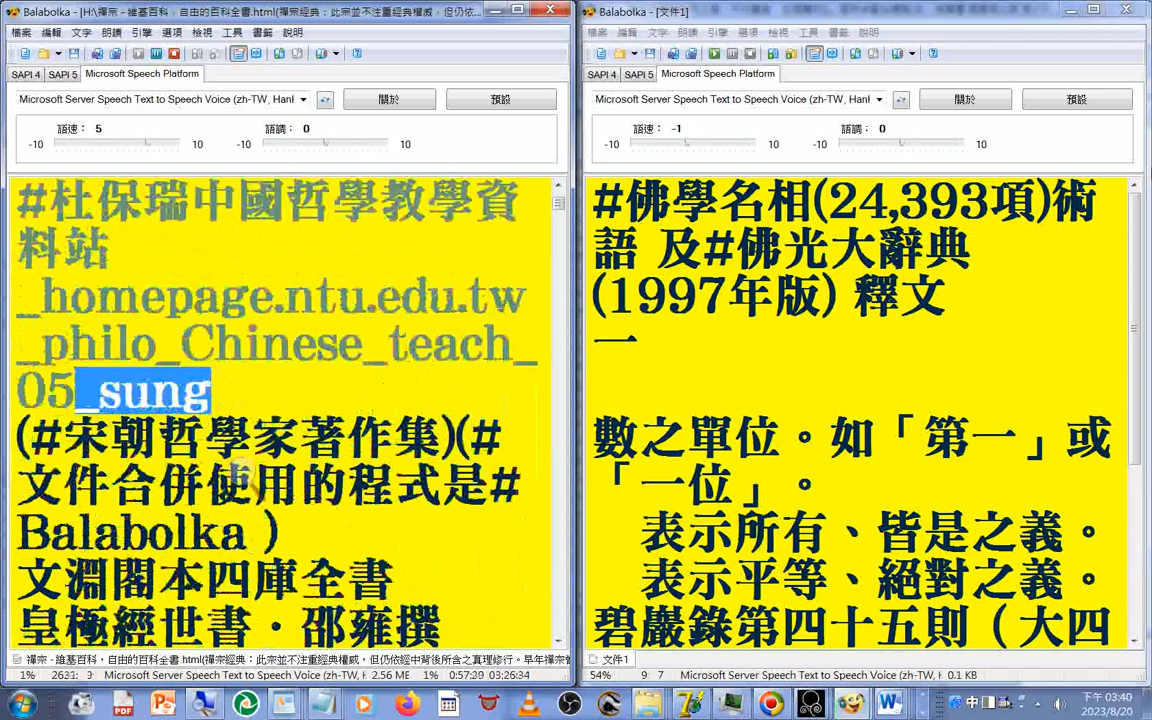 Balabolka - [H:\禪宗 - 維基百科，自由的百科全書.html(禪宗經典：此宗並不注重經典權威，但仍依...
檔案 編輯 文字 朗讀 引擎 選項 檢視 工具 書籤 說明
SAPI 4 SAPI 5 Microsoft Speech Platform
Microsoft Server Speech Text to Speech Voice (zh-TW, Hanl
關於
預設
語速： 5
語調： 0
-10 10 -10 10
#杜保瑞中國哲學教學資
料站
_homepage.ntu.edu.tw
_philo_Chinese_teach_
05_sung
(#宋朝哲學家著作集)(#
文件合併使用的程式是#
Balabolka )
文淵閣本四庫全書
皇極經世書．邵雍撰
禪宗 - 維基百科，自由的百科全書.html(禪宗經典：此宗並不注重經典權威，但仍依經中背後所含之真理修行。早年禪宗
1% 2631: 9 Microsoft Server Speech Text to Speech Voice 2.56 ME 1% 0:57:39 03:26:34
Balabolka - [文件1]
檔案 編輯 文字 朗讀 引擎 選項 檢視 工具 書籤 說明
SAPI 4 SAPI 5 Microsoft Speech Platform
Microsoft Server Speech Text to Speech Voice (zh-TW, Hanl
關於
預設
語速： -1
語調： 0
-10 10 -10 10
#佛學名相(24,393項)術
語 及#佛光大辭典
(1997年版) 釋文
一
數之單位。如「第一」或
「一位」。
表示所有、皆是之義。
表示平等、絕對之義。
碧巖錄第四十五則（大四
文件1
54% 9: 7 Microsoft Server Speech Text to Speech Voice 0.1 KB
PDF
中
下午 03:40
2023/8/20